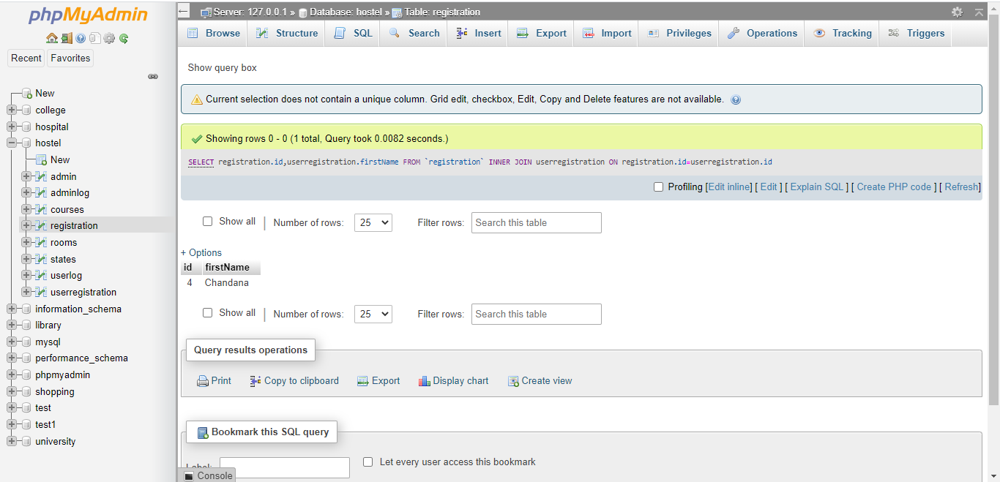 phpMyAdmin
Recent Favorites
New
college
hospital
hostel
New
admin
adminlog
courses
registration
rooms
states
userlog
userregistration
information_schema
library
mysql
performance_schema
phpmyadmin
shopping
test
test1
university
Server: 127.0.0.1 » Database: hostel » Table: registration
Browse Structure SQL Search Insert Export Import Privileges Operations Tracking Triggers
Show query box
Current selection does not contain a unique column. Grid edit, checkbox, Edit, Copy and Delete features are not available.
Showing rows 0 - 0 (1 total, Query took 0.0082 seconds.)
SELECT registration.id,userregistration.firstName FROM `registration` INNER JOIN userregistration ON registration.id=userregistration.id
Profiling [Edit inline] [ Edit ] [ Explain SQL ] [ Create PHP code ] [ Refresh]
Show all | Number of rows: 25 Filter rows: Search this table
+ Options
id firstName
4 Chandana
Show all | Number of rows: 25 Filter rows: Search this table
Query results operations
Print Copy to clipboard Export Display chart Create view
Bookmark this SQL query
Label: Let every user access this bookmark
Console